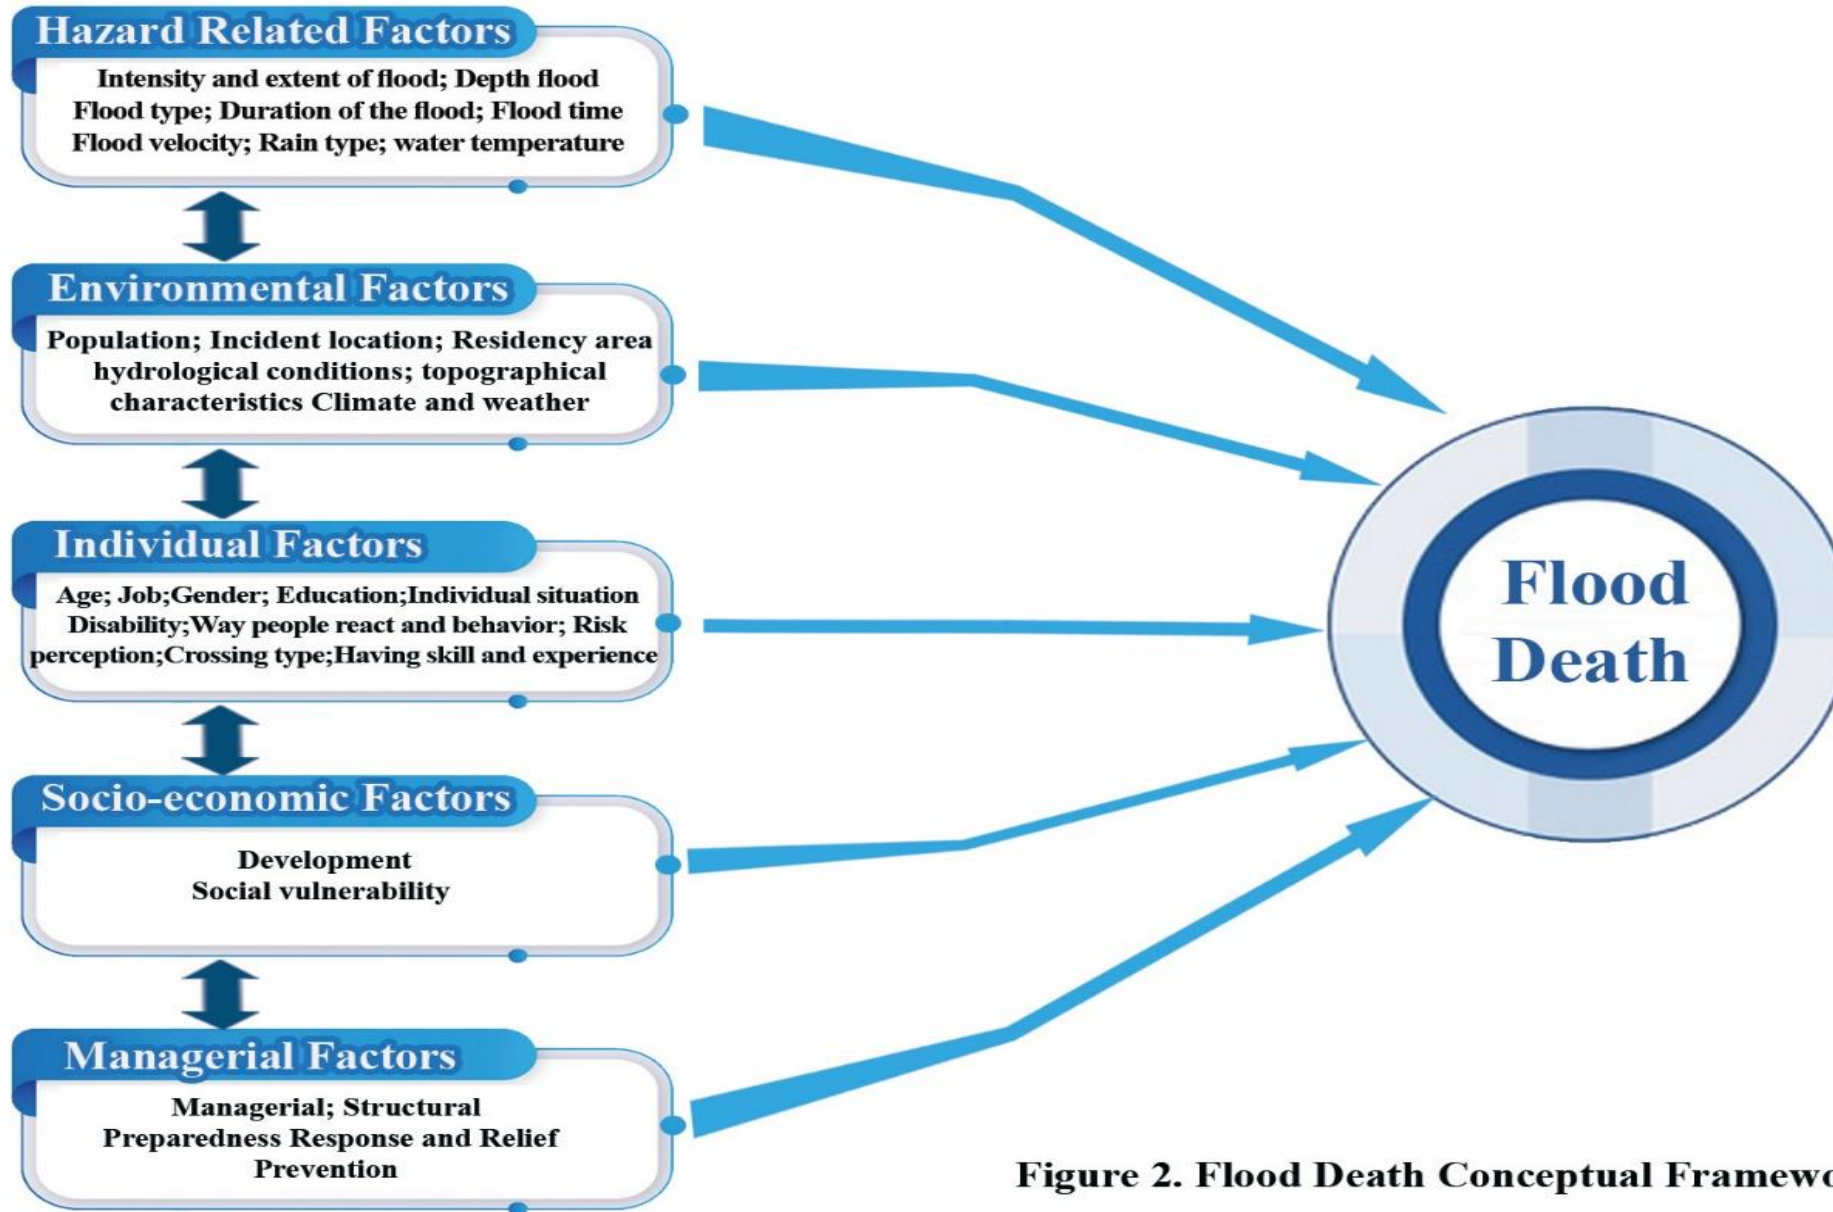 Hazard Related Factors
Intensity and extent of flood; Depth flood
Flood type; Duration of the flood; Flood time
Flood velocity; Rain type; water temperature
Environmental Factors
Population; Incident location; Residency area
hydrological conditions; topographical
characteristics Climate and weather
Individual Factors
Age; Job;Gender; Education;Individual situation
Disability;Way people react and behavior; Risk
perception;Crossing type;Having skill and experience
Socio-economic Factors
Development
Social vulnerability
Managerial Factors
Managerial; Structural
Preparedness Response and Relief
Prevention
Flood
Death
Figure 2. Flood Death Conceptual Framewo